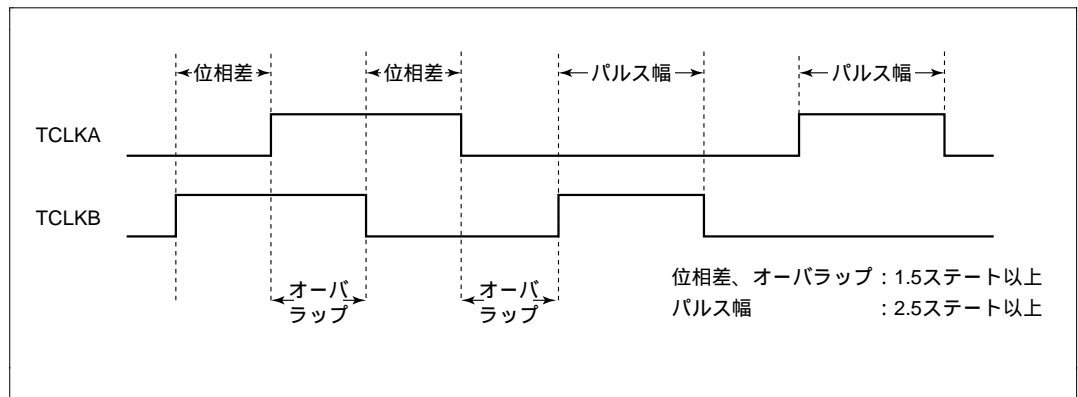 位相差
位相差
パルス幅
パルス幅
TCLKA
TCLKB
オーバ
ラップ
オーバ
ラップ
位相差、オーバラップ：1.5ステート以上
パルス幅　　　　　　：2.5ステート以上